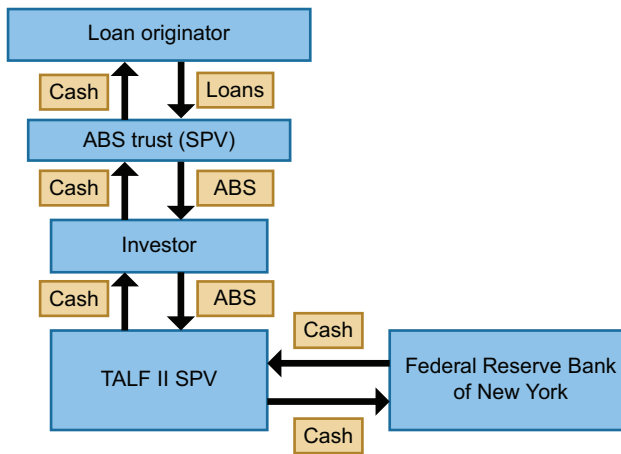 Loan originator
Cash
Loans
ABS trust (SPV)
Cash
ABS
Investor
Cash
ABS
TALF II SPV
Cash
Federal Reserve Bank
of New York
Cash